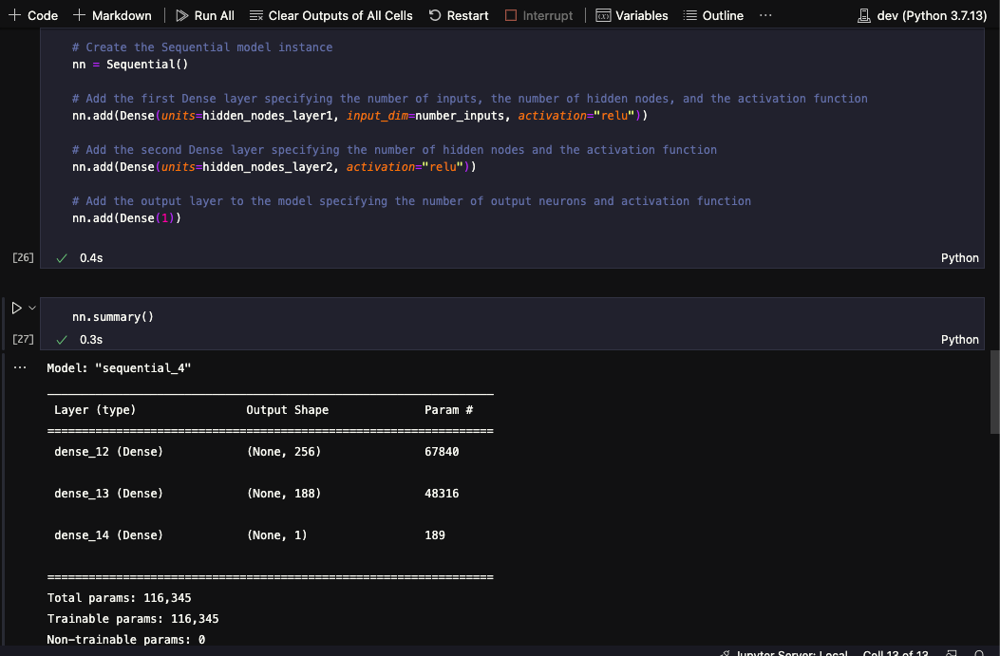 Code Markdown Run All Clear Outputs of All Cells Restart Interrupt Variables Outline ··· dev (Python 3.7.13)
# Create the Sequential model instance
nn = Sequential()
# Add the first Dense layer specifying the number of inputs, the number of hidden nodes, and the activation function
nn.add(Dense(units=hidden_nodes_layer1, input_dim=number_inputs, activation="relu"))
# Add the second Dense layer specifying the number of hidden nodes and the activation function
nn.add(Dense(units=hidden_nodes_layer2, activation="relu"))
# Add the output layer to the model specifying the number of output neurons and activation function
nn.add(Dense(1))
[26] ✓ 0.4s Python
nn.summary()
[27] ✓ 0.3s Python
··· Model: "sequential_4"
_________________________________________________________________
Layer (type) Output Shape Param #
=================================================================
dense_12 (Dense) (None, 256) 67840
dense_13 (Dense) (None, 188) 48316
dense_14 (Dense) (None, 1) 189
=================================================================
Total params: 116,345
Trainable params: 116,345
Non-trainable params: 0
Jupyter Server: Local Cell 13 of 13